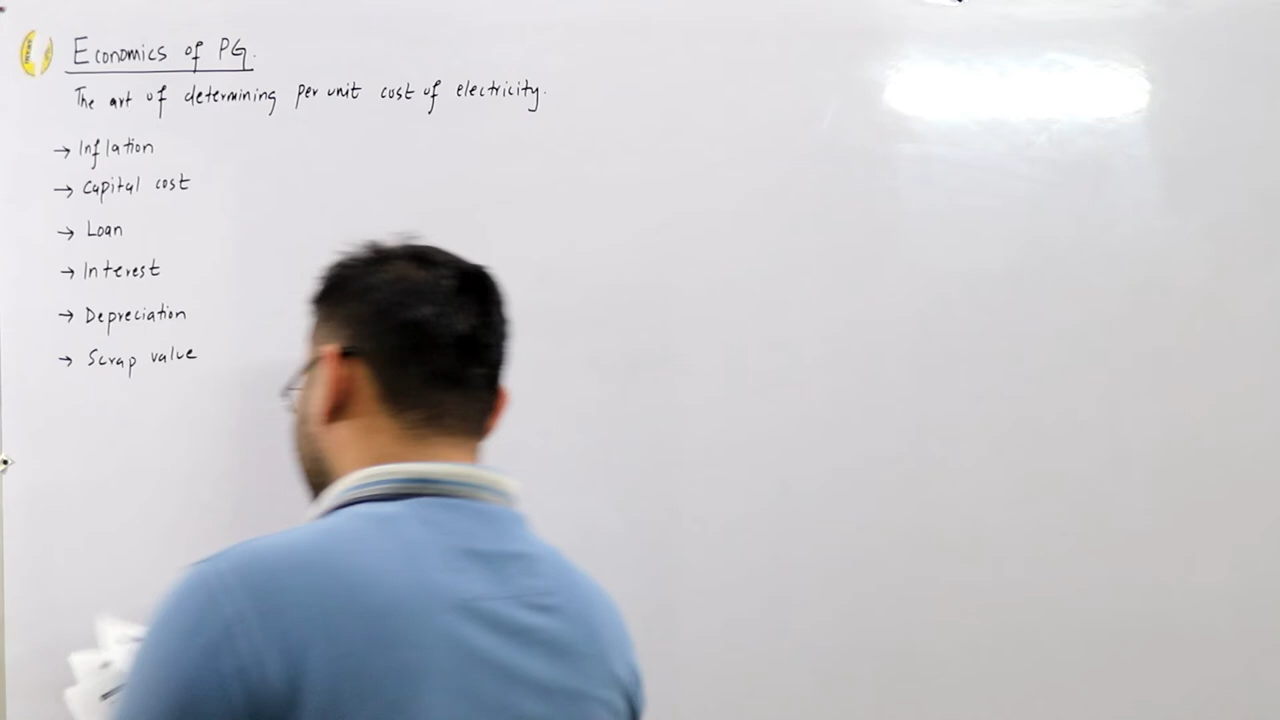 Economics of PG.
The art of determining per unit cost of electricity.
→ Inflation
→ Capital cost
→ Loan
→ Interest
→ Depreciation
→ Scrap value